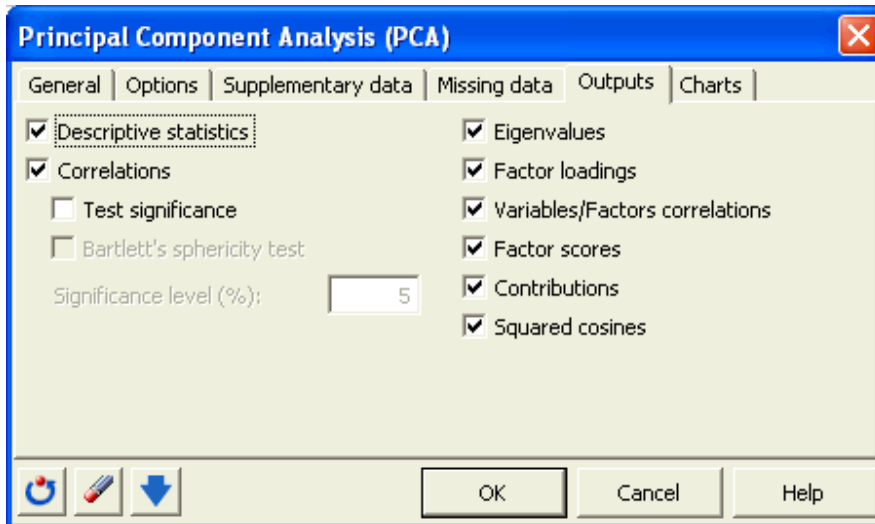 Principal Component Analysis (PCA)
General Options Supplementary data Missing data Outputs Charts
Descriptive statistics
Correlations
Test significance
Bartlett's sphericity test
Significance level (%): 5
Eigenvalues
Factor loadings
Variables/Factors correlations
Factor scores
Contributions
Squared cosines
OK Cancel Help